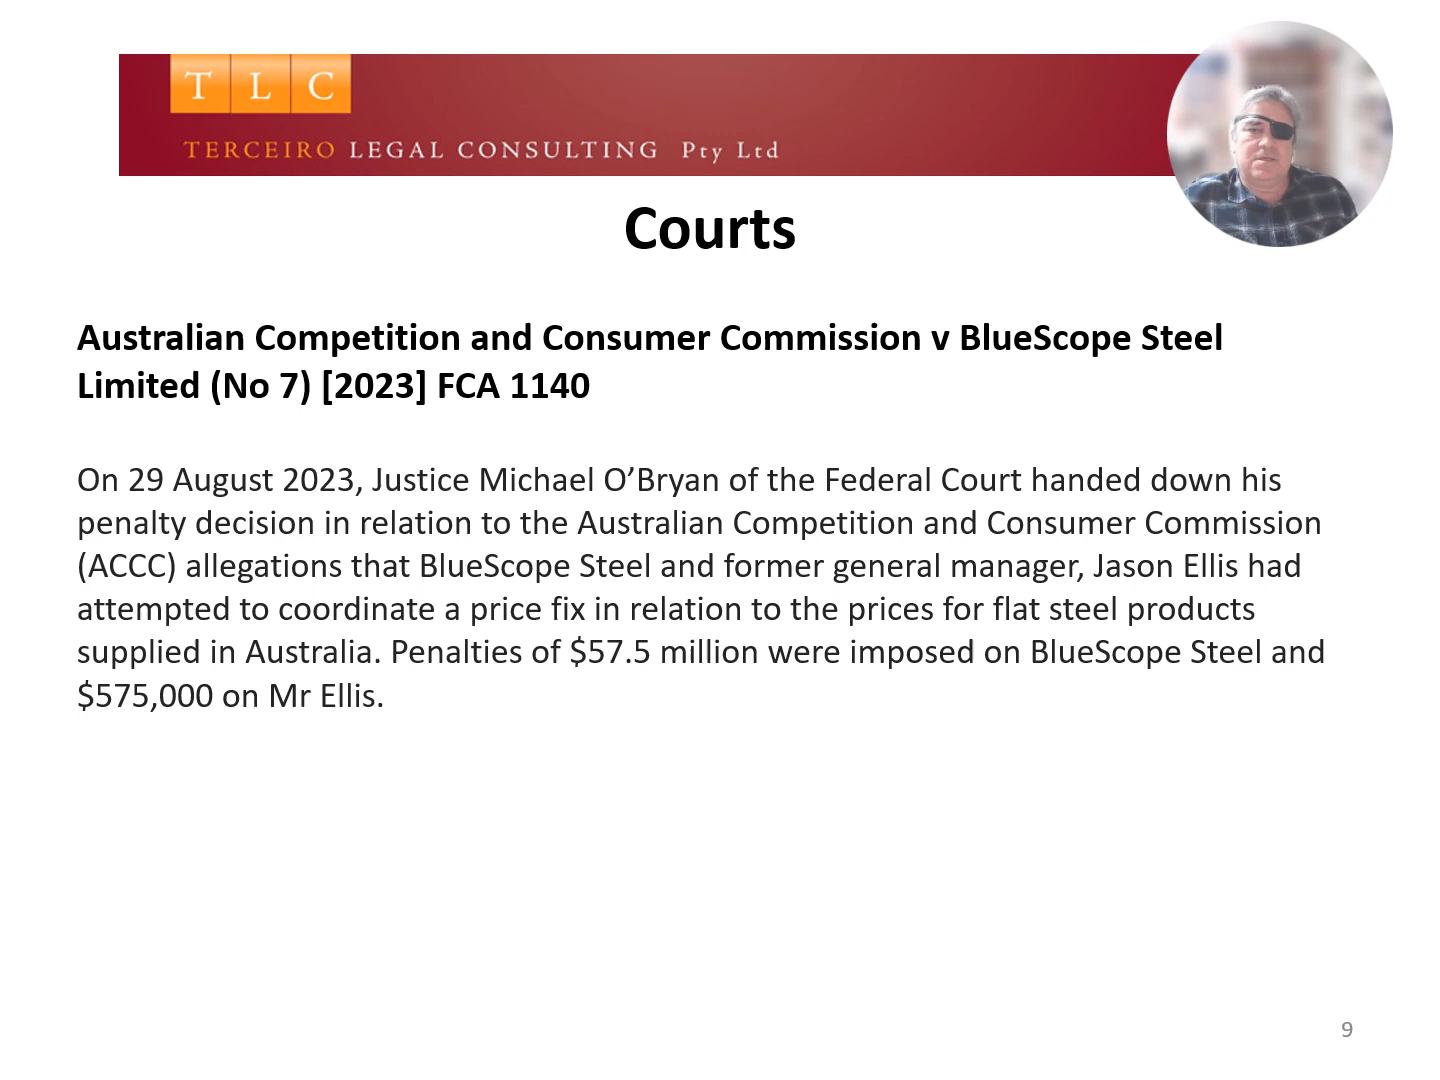 T L C
TERCEIRO LEGAL CONSULTING Pty Ltd
Courts
Australian Competition and Consumer Commission v BlueScope Steel
Limited (No 7) [2023] FCA 1140
On 29 August 2023, Justice Michael O’Bryan of the Federal Court handed down his
penalty decision in relation to the Australian Competition and Consumer Commission
(ACCC) allegations that BlueScope Steel and former general manager, Jason Ellis had
attempted to coordinate a price fix in relation to the prices for flat steel products
supplied in Australia. Penalties of $57.5 million were imposed on BlueScope Steel and
$575,000 on Mr Ellis.
9